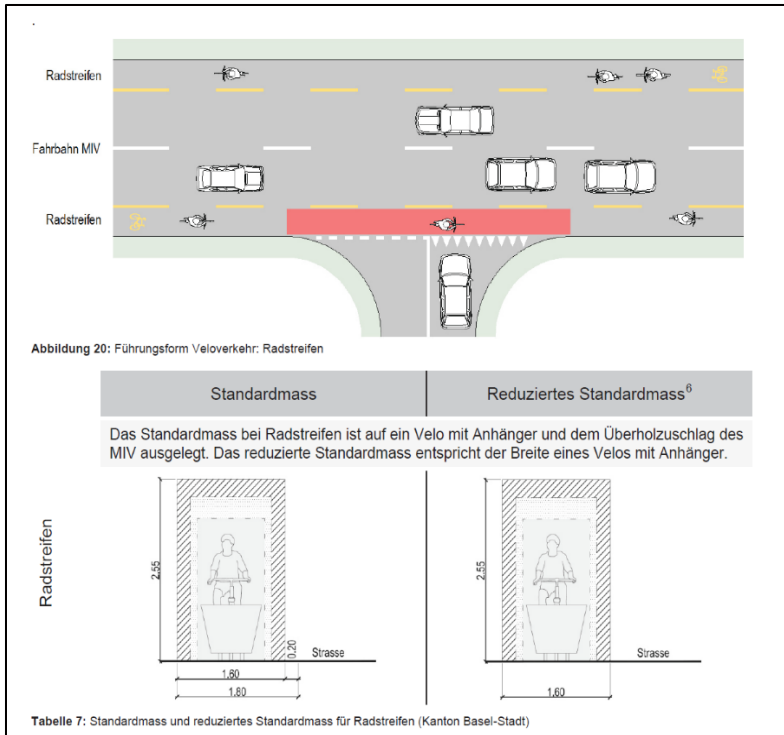 .
Radstreifen
Fahrbahn MIV
Radstreifen
Abbildung 20: Führungsform Veloverkehr: Radstreifen
Standardmass
Reduziertes Standardmass⁶
Das Standardmass bei Radstreifen ist auf ein Velo mit Anhänger und dem Überholzuschlag des
MIV ausgelegt. Das reduzierte Standardmass entspricht der Breite eines Velos mit Anhänger.
Radstreifen
2.55
0.20
Strasse
1.60
1.80
2.55
Strasse
1.60
Tabelle 7: Standardmass und reduziertes Standardmass für Radstreifen (Kanton Basel-Stadt)